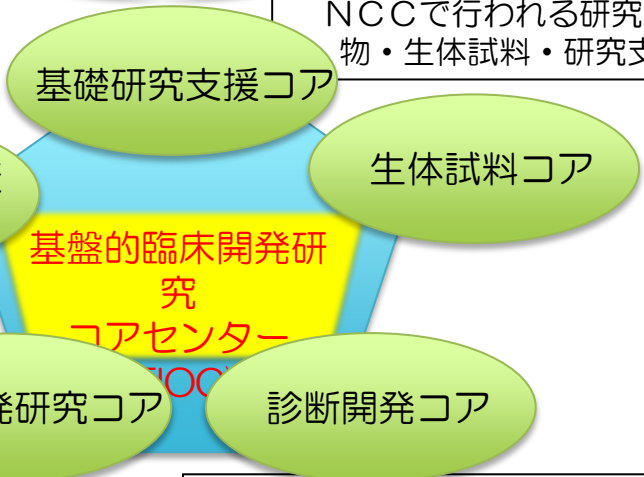 NCCで行われる研究
物・生体試料・研究支
基礎研究支援コア
生体試料コア
基盤的臨床開発研
究
コアセンター
発研究コア
診断開発コア